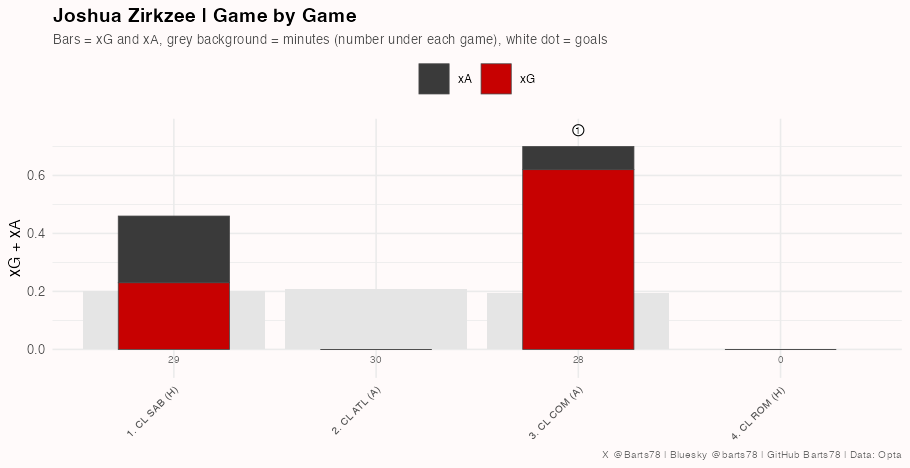 Joshua Zirkzee | Game by Game
Bars = xG and xA, grey background = minutes (number under each game), white dot = goals
xA xG
1
xG + xA
0.6
0.4
0.2
0.0
29 30 28 0
1. CL SAB (H) 2. CL ATL (A) 3. CL COM (A) 4. CL ROM (H)
X @Barts78 | Bluesky @barts78 | GitHub Barts78 | Data: Opta